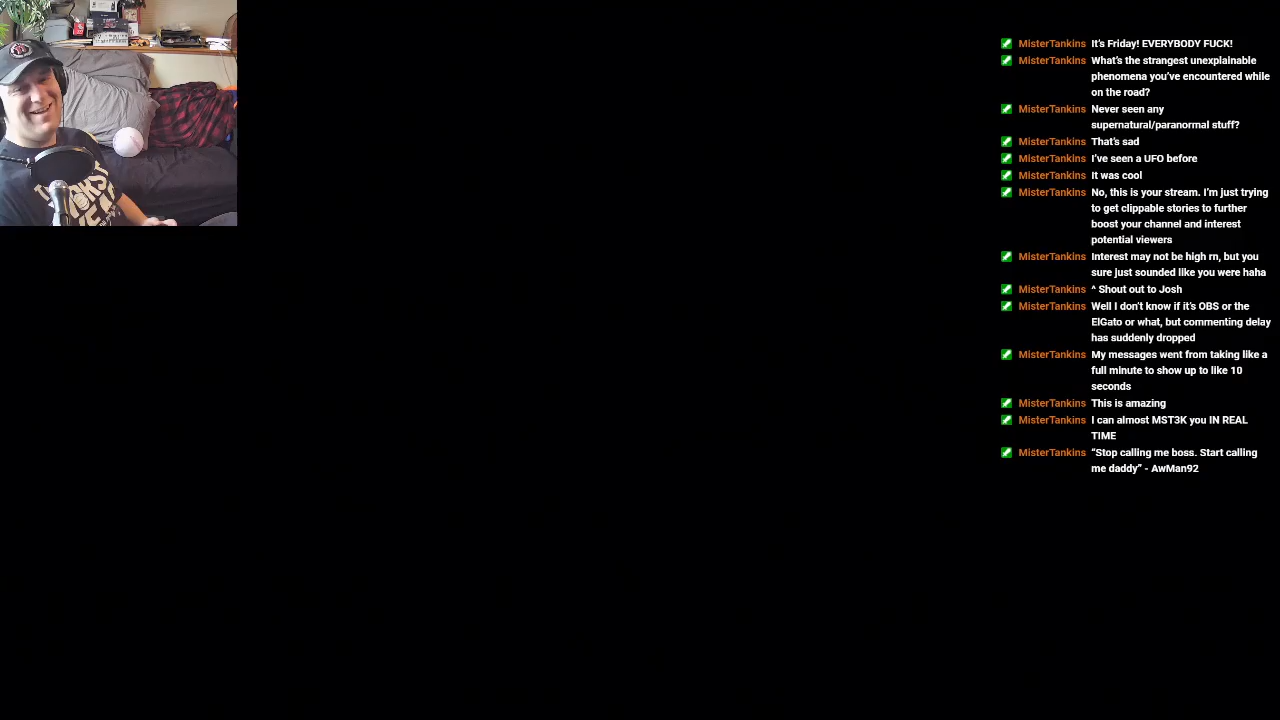 MisterTankins It's Friday! EVERYBODY FUCK!
MisterTankins What's the strangest unexplainable
phenomena you've encountered while
on the road?
MisterTankins Never seen any
supernatural/paranormal stuff?
MisterTankins That's sad
MisterTankins I've seen a UFO before
MisterTankins It was cool
MisterTankins No, this is your stream. I'm just trying
to get clippable stories to further
boost your channel and interest
potential viewers
MisterTankins Interest may not be high rn, but you
sure just sounded like you were haha
MisterTankins ^ Shout out to Josh
MisterTankins Well I don't know if it's OBS or the
ElGato or what, but commenting delay
has suddenly dropped
MisterTankins My messages went from taking like a
full minute to show up to like 10
seconds
MisterTankins This is amazing
MisterTankins I can almost MST3K you IN REAL
TIME
MisterTankins “Stop calling me boss. Start calling
me daddy” - AwMan92